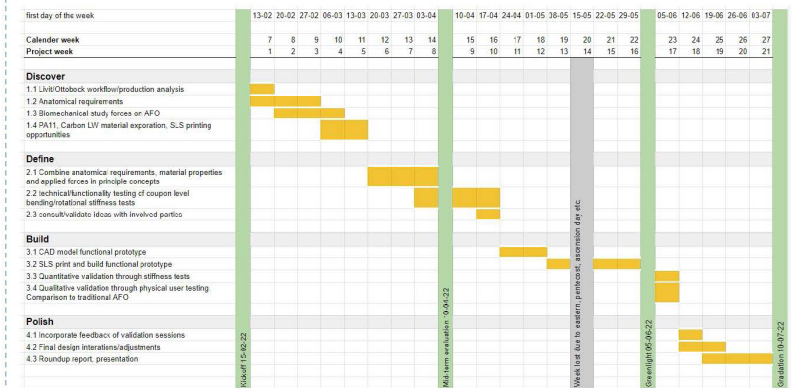 first day of the week 13-02 20-02 27-02 06-03 13-03 20-03 27-03 03-04 10-04 17-04 24-04 01-05 08-05 15-05 22-05 29-05 05-06 12-06 19-06 26-06 03-07
Calender week 7 8 9 10 11 12 13 14 15 16 17 18 19 20 21 22 23 24 25 26 27
Project week 1 2 3 4 5 6 7 8 9 10 11 12 13 14 15 16 17 18 19 20 21
Discover
1.1 Livit/Ottobock workflow/production analysis
1.2 Anatomical requirements
1.3 Biomechanical study forces on AFO
1.4 PA11, Carbon LW material exporation, SLS printing
opportunities
Define
2.1 Combine anatomical requirements, material properties
and applied forces in principle concepts
2.2 technical/functionality testing of coupon level
bending/rotational stiffness tests
2.3 consult/validate ideas with involved parties
Build
3.1 CAD model functional prototype
3.2 SLS print and build functional prototype
3.3 Quantitative validation through stiffness tests
3.4 Qualitative validation through physical user testing
Comparison to traditional AFO
Polish
4.1 Incorporate feedback of validation sessions
4.2 Final design interations/adjustments
4.3 Roundup report, presentation
Kickoff 15-02-22
Mid-term evaluation
Week lost due to eastern, pentecost, ascension day etc.
Greenlight 05-06-22
Gradation 10-07-22